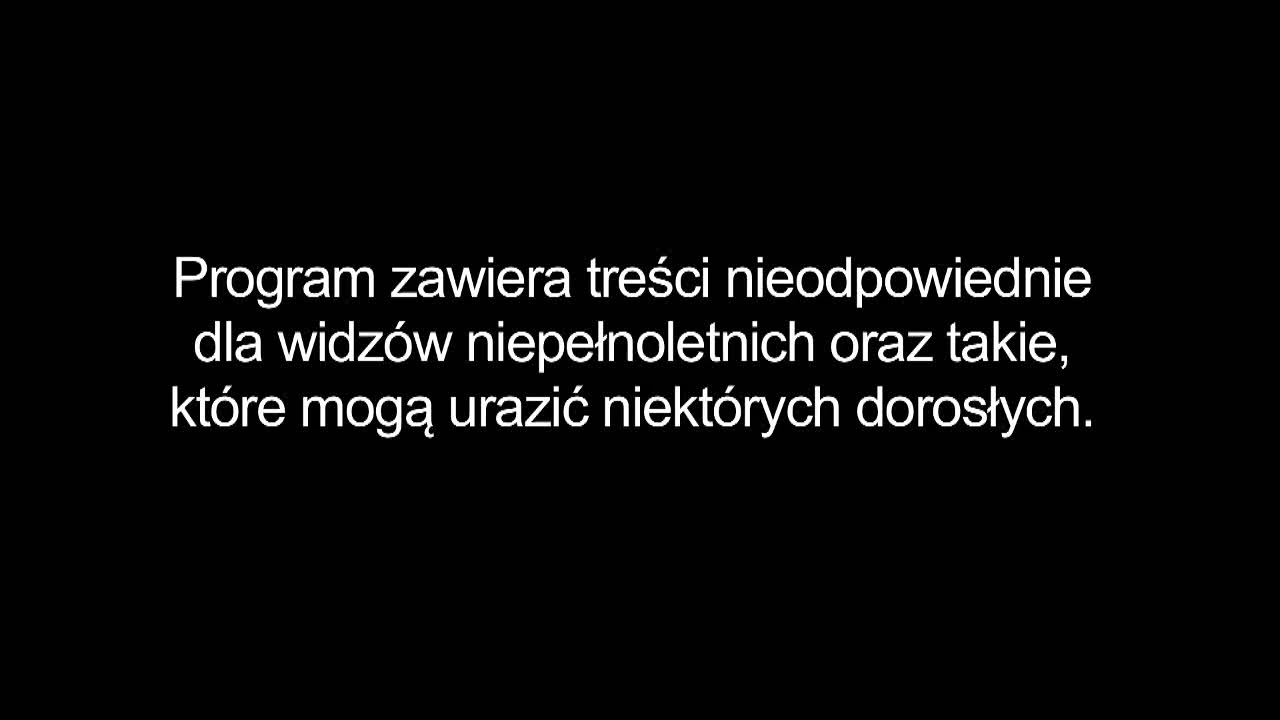 Program zawiera treści nieodpowiednie
dla widzów niepełnoletnich oraz takie,
które mogą urazić niektórych dorosłych.